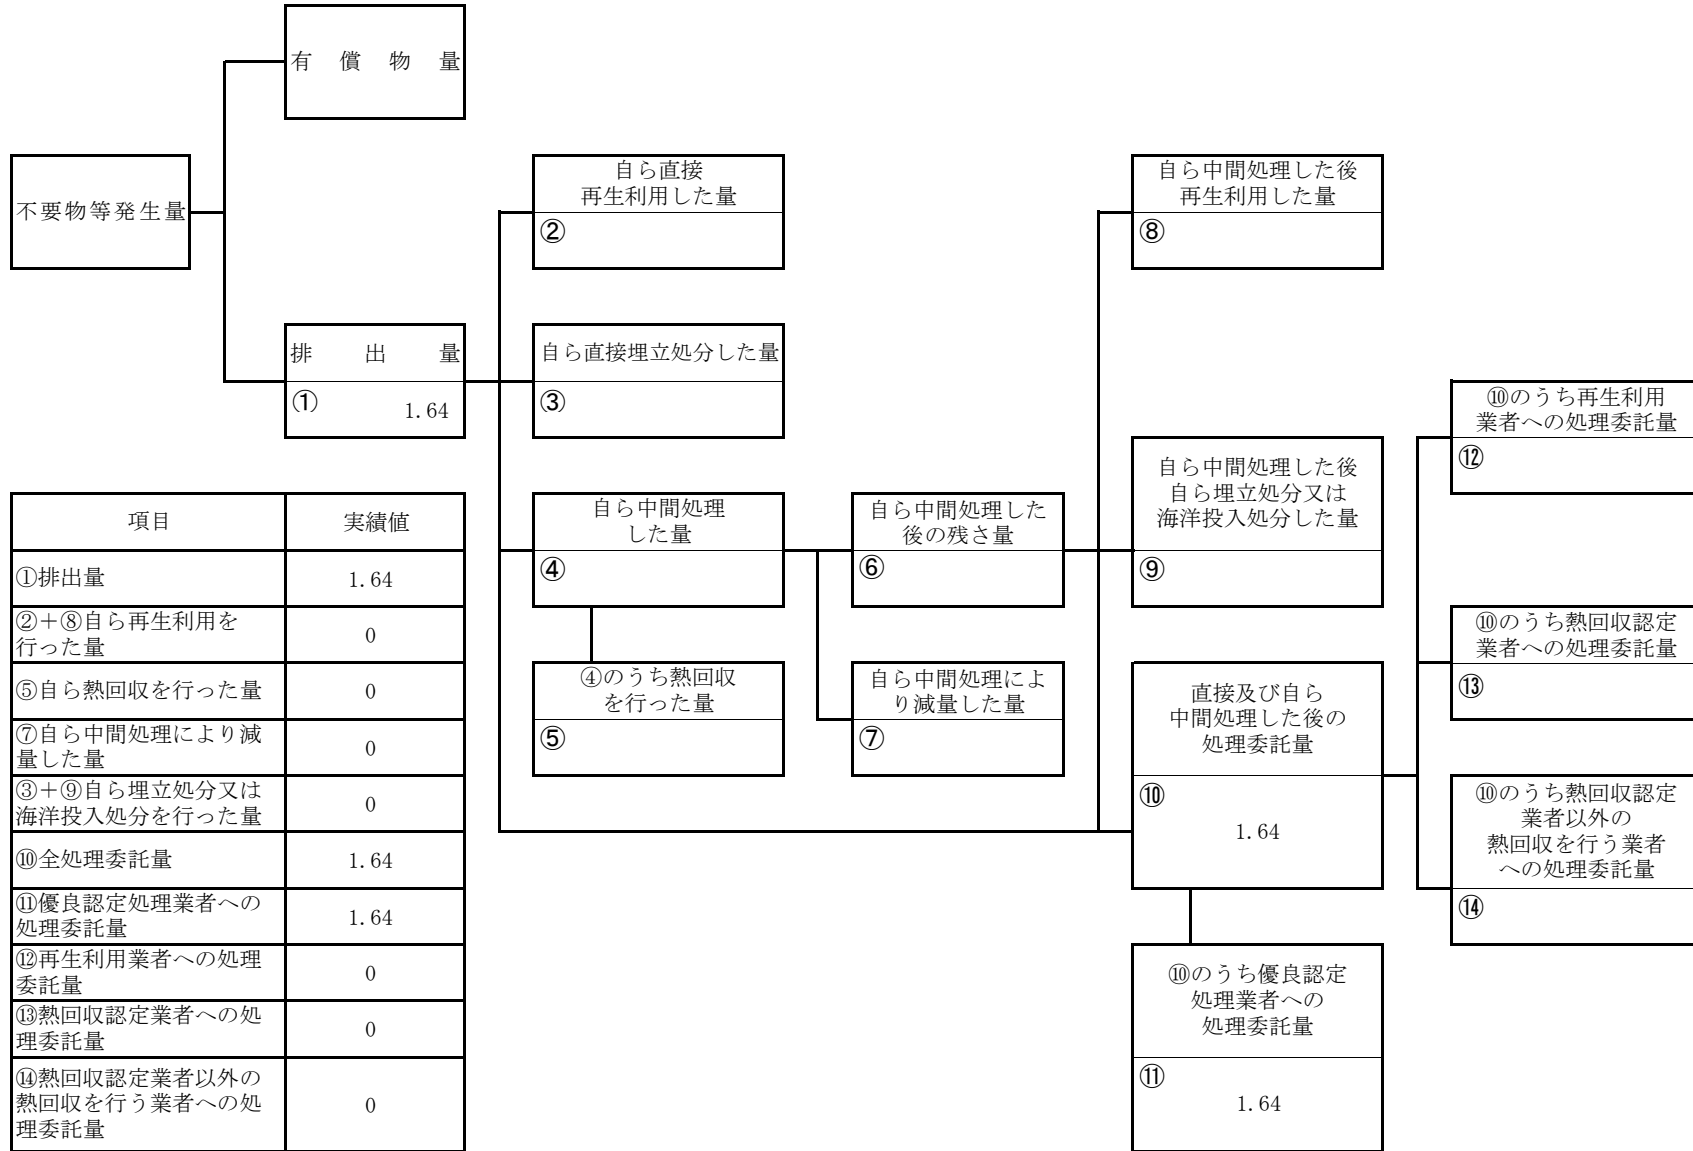 有償物量
不要物等発生量
自ら直接
再生利用した量
②
自ら中間処理した後
再生利用した量
⑧
排出量
① 1.64
自ら直接埋立処分した量
③
⑩のうち再生利用
業者への処理委託量
⑫
自ら中間処理した後
自ら埋立処分又は
海洋投入処分した量
⑨
自ら中間処理
した量
④
自ら中間処理した
後の残さ量
⑥
⑩のうち熱回収認定
業者への処理委託量
⑬
④のうち熱回収
を行った量
⑤
自ら中間処理によ
り減量した量
⑦
直接及び自ら
中間処理した後の
処理委託量
⑩
1.64
⑩のうち熱回収認定
業者以外の
熱回収を行う業者
への処理委託量
⑭
⑩のうち優良認定
処理業者への
処理委託量
⑪
1.64
項目 実績値
①排出量 1.64
②+⑧自ら再生利用を
行った量 0
⑤自ら熱回収を行った量 0
⑦自ら中間処理により減
量した量 0
③+⑨自ら埋立処分又は
海洋投入処分を行った量 0
⑩全処理委託量 1.64
⑪優良認定処理業者への
処理委託量 1.64
⑫再生利用業者への処理
委託量 0
⑬熱回収認定業者への処
理委託量 0
⑭熱回収認定業者以外の
熱回収を行う業者への処
理委託量 0